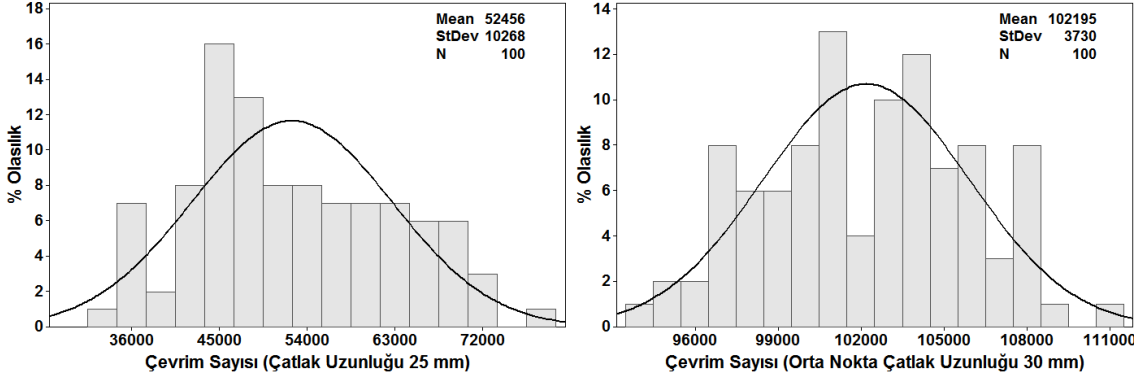 18
16
14
12
10
8
6
4
2
0
% Olasılık
Mean 52456
StDev 10268
N 100
36000 45000 54000 63000 72000
Çevrim Sayısı (Çatlak Uzunluğu 25 mm)
14
12
10
8
6
4
2
0
% Olasılık
Mean 102195
StDev 3730
N 100
96000 99000 102000 105000 108000 111000
Çevrim Sayısı (Orta Nokta Çatlak Uzunluğu 30 mm)